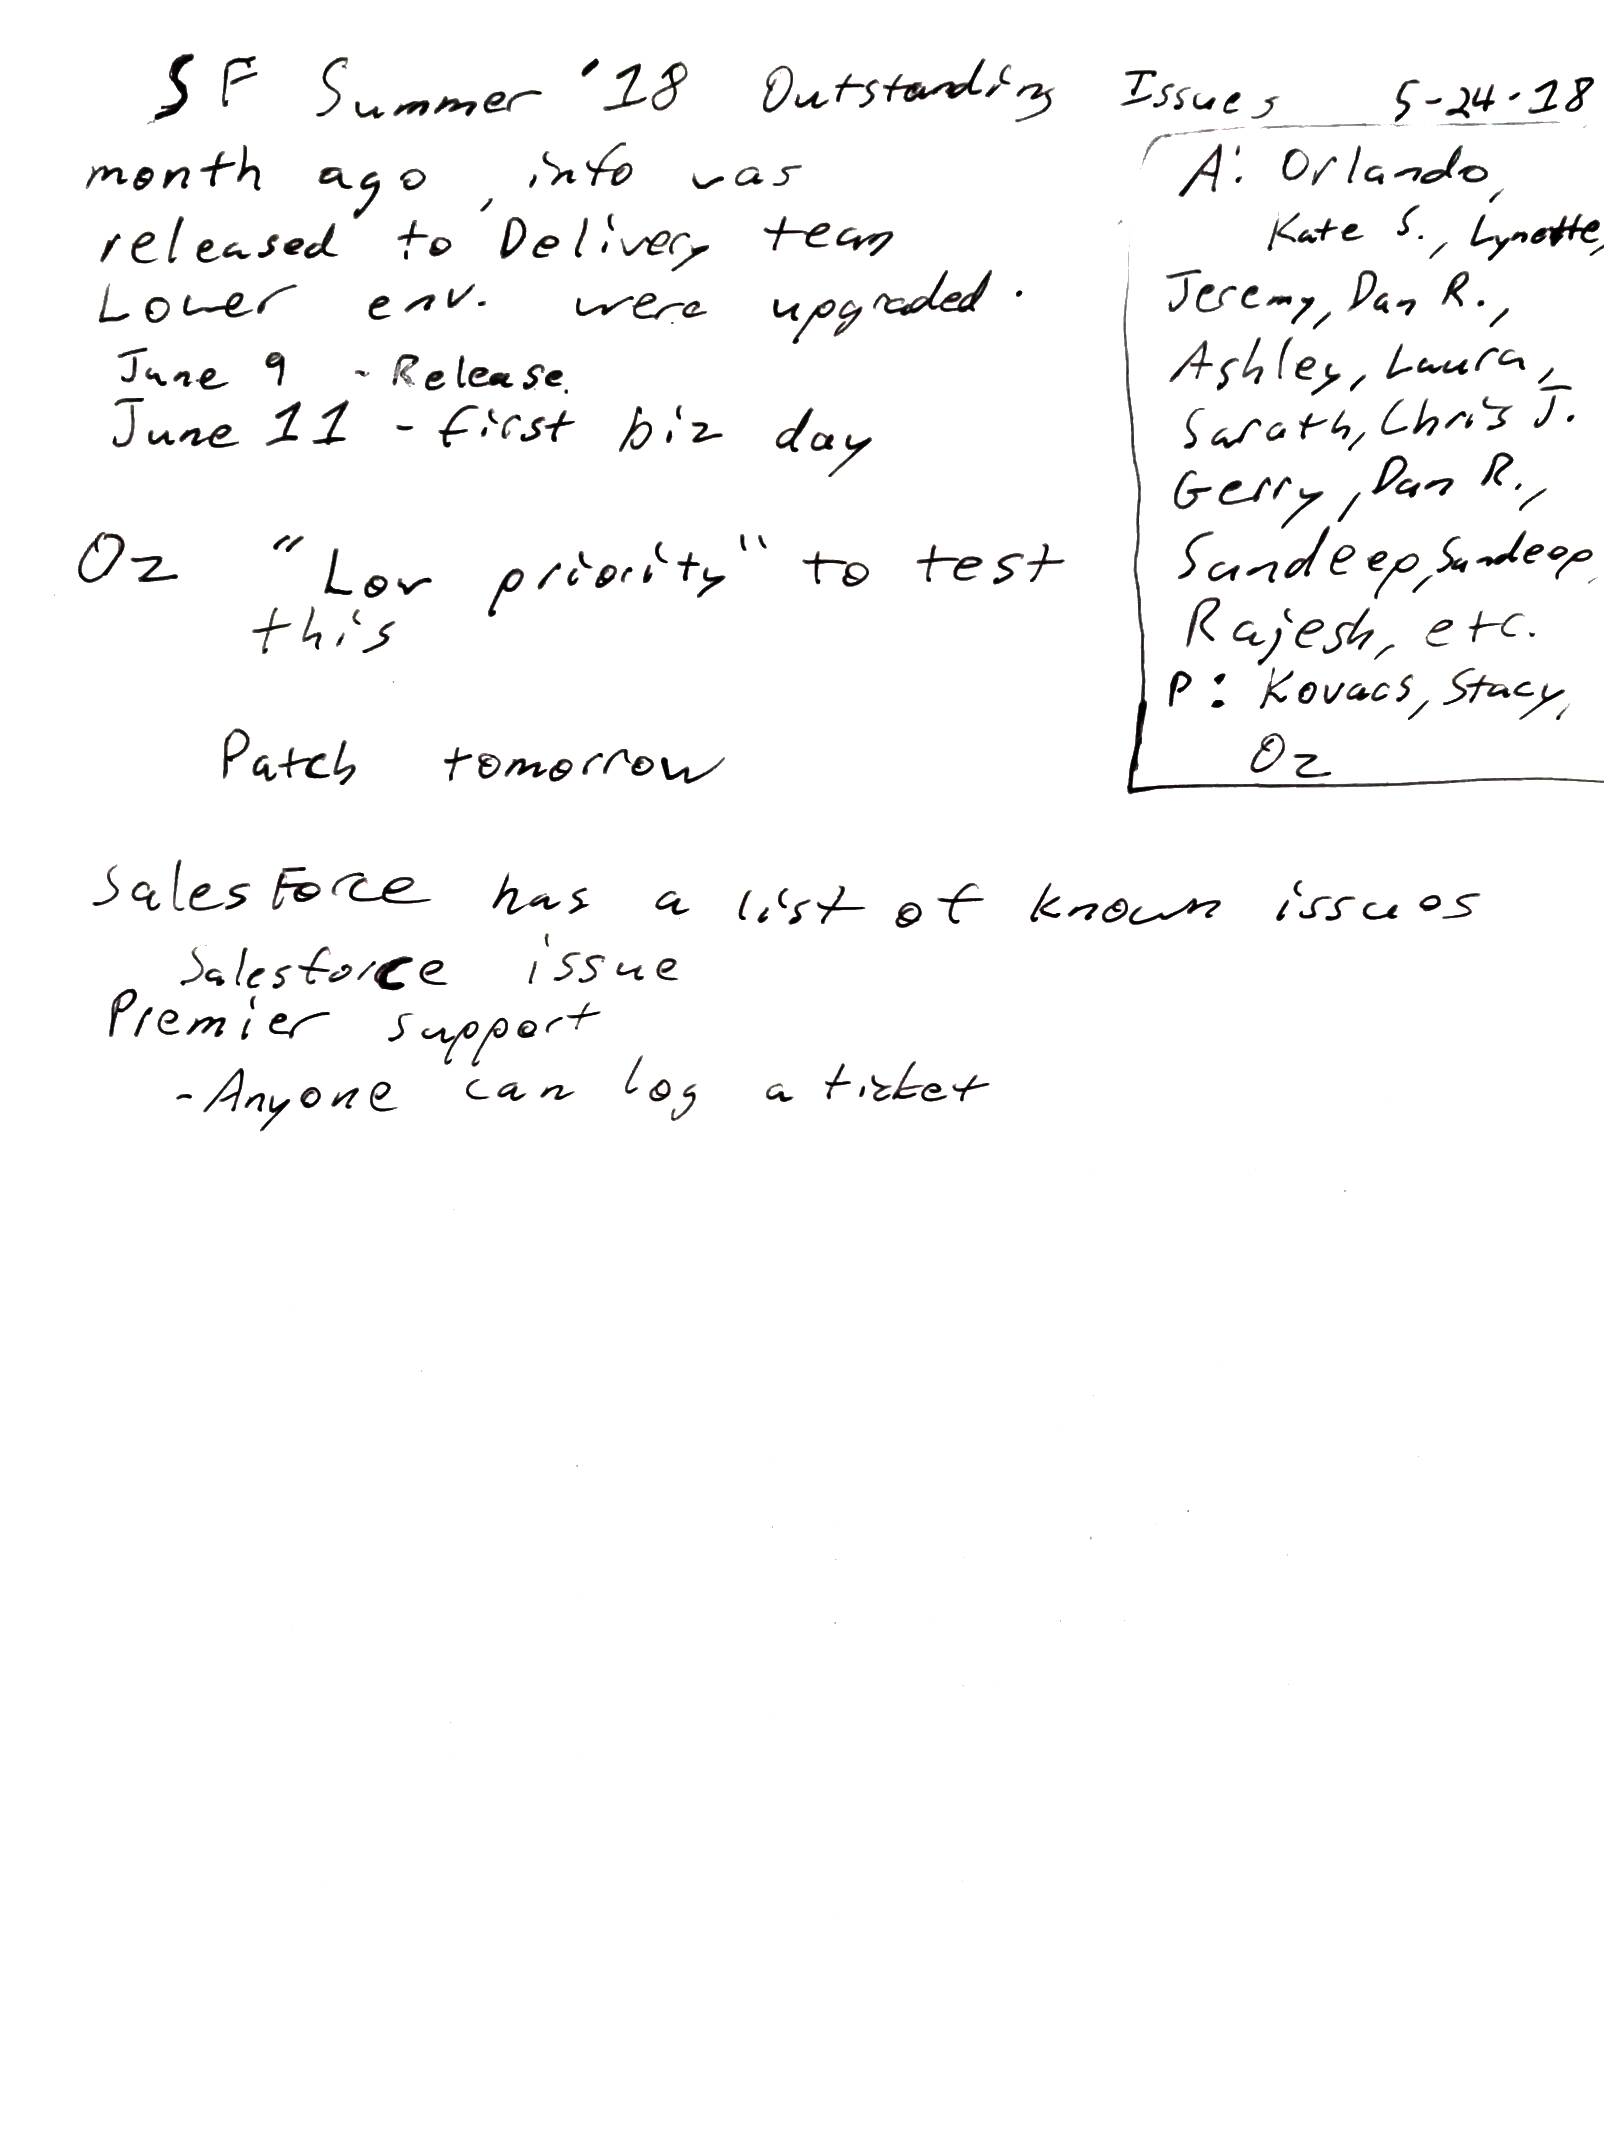 SF Summer '18 Outstanding Issues 5-24-18
month ago, info was
released to Delivery team
Lower env. were upgraded.
June 9 - Release.
June 11 - first biz day
Oz "Low priority" to test
this
Patch tomorrow
A: Orlando,
Kate S., Lynette,
Jeremy, Dan R.,
Ashley, Laura,
Sarath, Chris J.
Gerry, Dan R.,
Sandeep, Sandeep,
Rajesh, etc.
P: Kovacs, Stacy,
Oz
SalesForce has a list of known issues
Salesforce issue
Premier support
- Anyone can log a ticket